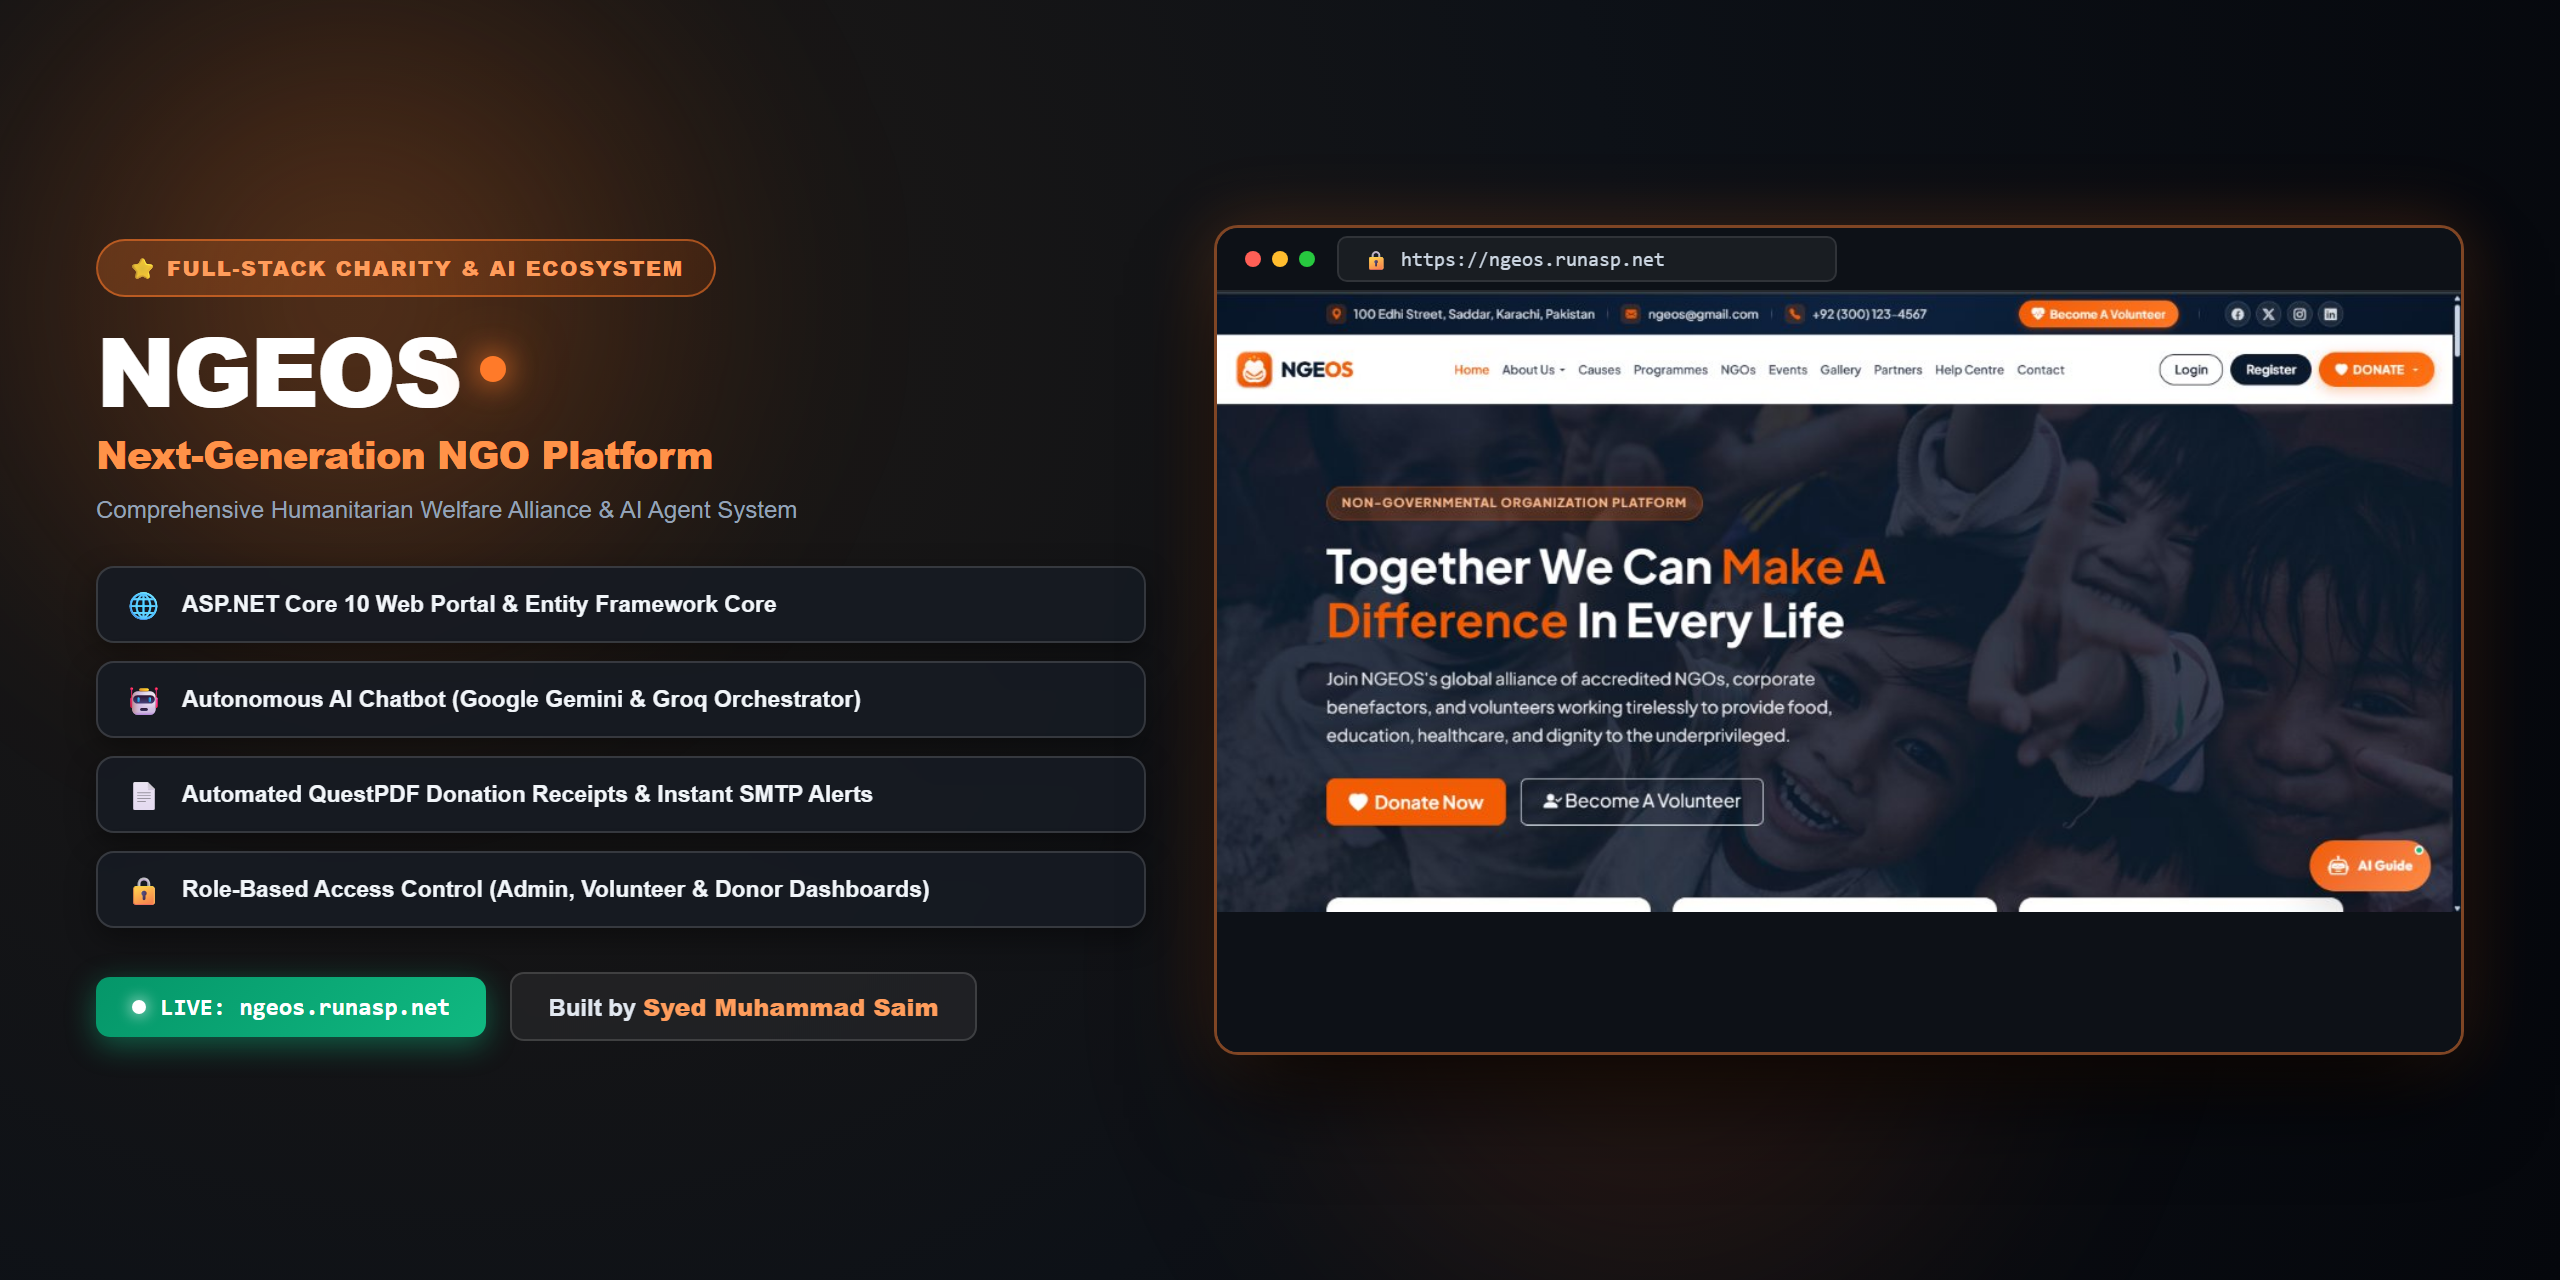 FULL-STACK CHARITY & AI ECOSYSTEM
NGEOS
Next-Generation NGO Platform
Comprehensive Humanitarian Welfare Alliance & AI Agent System
ASP.NET Core 10 Web Portal & Entity Framework Core
Autonomous AI Chatbot (Google Gemini & Groq Orchestrator)
Automated QuestPDF Donation Receipts & Instant SMTP Alerts
Role-Based Access Control (Admin, Volunteer & Donor Dashboards)
LIVE: ngeos.runasp.net
Built by Syed Muhammad Saim
https://ngeos.runasp.net
100 Edhi Street, Saddar, Karachi, Pakistan ngeos@gmail.com +92 (300) 123-4567 Become A Volunteer
NGEOS Home About Us Causes Programmes NGOs Events Gallery Partners Help Centre Contact Login Register DONATE
NON-GOVERNMENTAL ORGANIZATION PLATFORM
Together We Can Make A
Difference In Every Life
Join NGEOS's global alliance of accredited NGOs, corporate
benefactors, and volunteers working tirelessly to provide food,
education, healthcare, and dignity to the underprivileged.
Donate Now Become A Volunteer
AI Guide